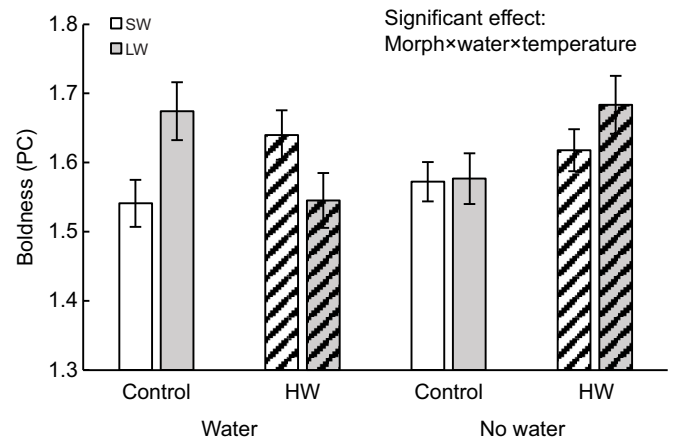 Significant effect:
Morph×water×temperature
SW
LW
Boldness (PC)
1.8
1.7
1.6
1.5
1.4
1.3
Control HW Control HW
Water No water